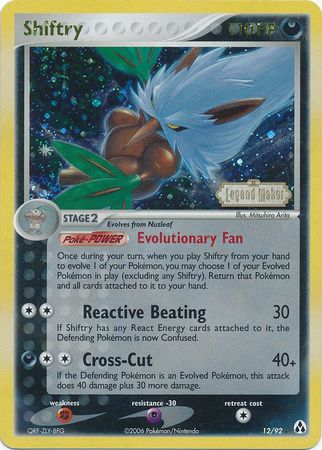 Shiftry
Legend Maker
Illus. Mitsuhiro Arita
STAGE 2
Evolves from Nuzleaf
Poké-POWER Evolutionary Fan
Once during your turn, when you play Shiftry from your hand
to evolve 1 of your Pokémon, you may choose 1 of your Evolved
Pokémon in play (excluding any Shiftry). Return that Pokémon
and all cards attached to it to your hand.
Reactive Beating 30
If Shiftry has any React Energy cards attached to it, the
Defending Pokémon is now Confused.
Cross-Cut 40+
If the Defending Pokémon is an Evolved Pokémon, this attack
does 40 damage plus 30 more damage.
weakness resistance -30 retreat cost
QRF-ZLY-8FG ©2006 Pokémon/Nintendo 12/92